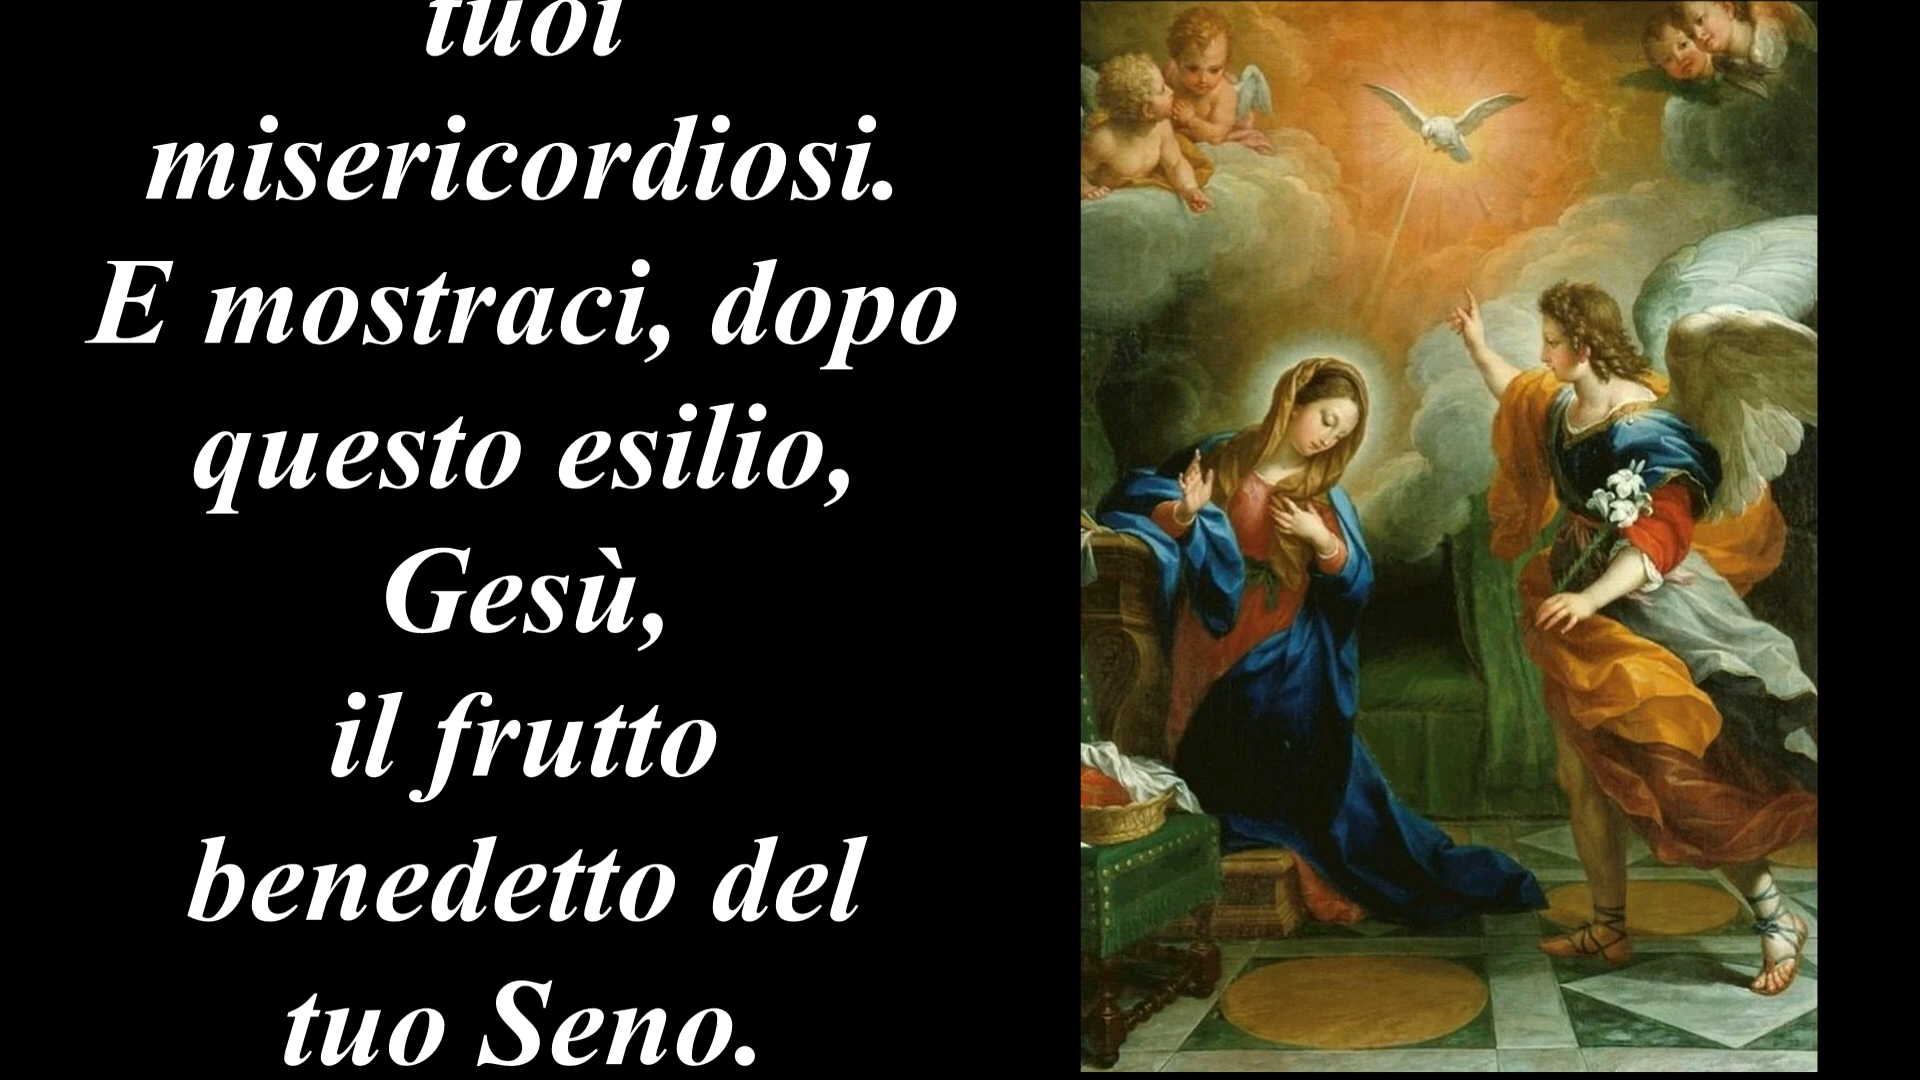 tuoi
misericordiosi.
E mostraci, dopo
questo esilio,
Gesù,
il frutto
benedetto del
tuo Seno.